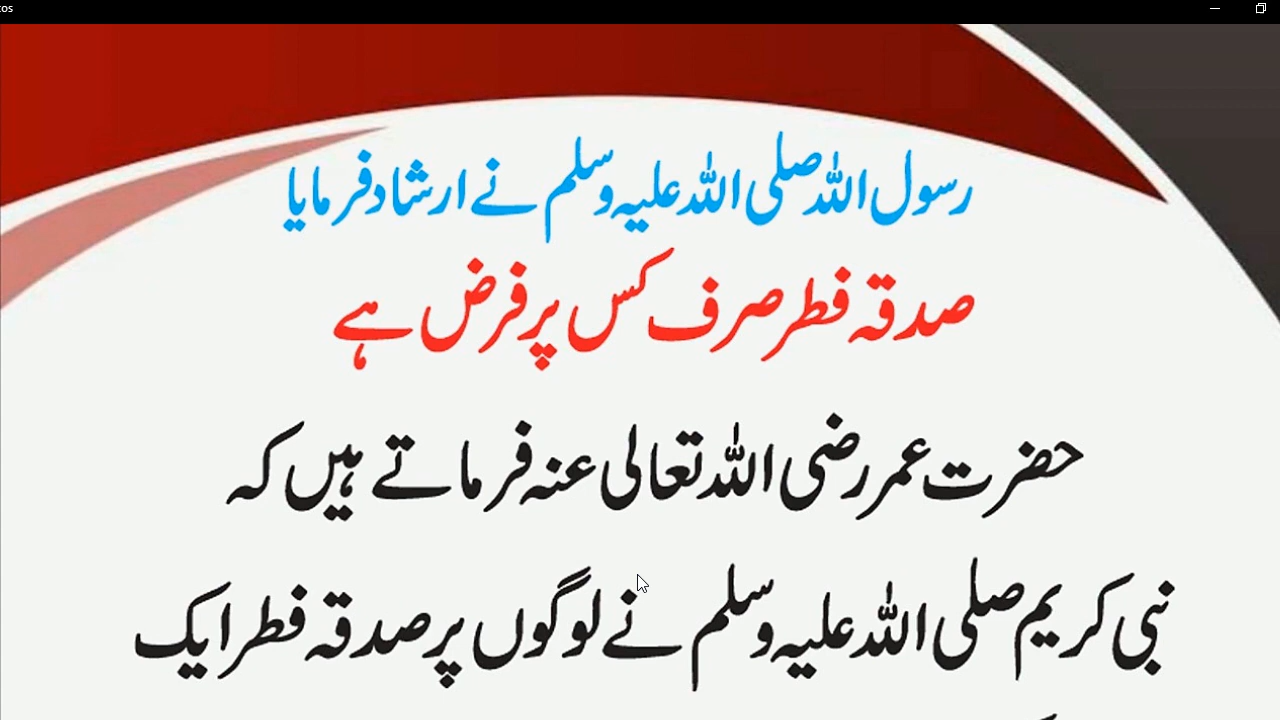 tos
رسول اللہ صلی اللہ علیہ وسلم نے ارشاد فرمایا
صدقہ فطر صرف کس پر فرض ہے
حضرت عمر رضی اللہ تعالی عنہ فرماتے ہیں کہ
نبی کریم صلی اللہ علیہ وسلم نے لوگوں پر صدقہ فطر ایک